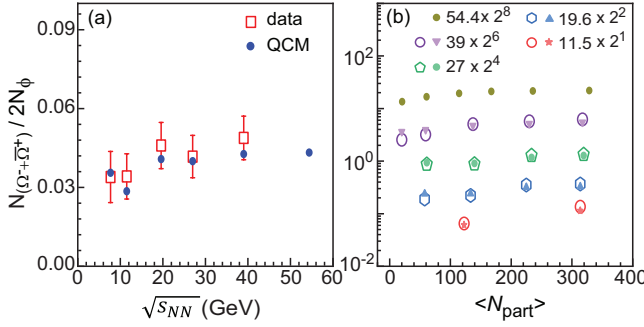 (a)
data
QCM
0.09
0.06
0.03
0.00
N(Ω⁻+Ω̅⁺) / 2Nϕ
0 10 20 30 40 50 60
√sNN (GeV)
(b)
54.4 x 2⁸
39 x 2⁶
27 x 2⁴
19.6 x 2²
11.5 x 2¹
10²
10⁰
10⁻²
0 100 200 300 400
<Npart>